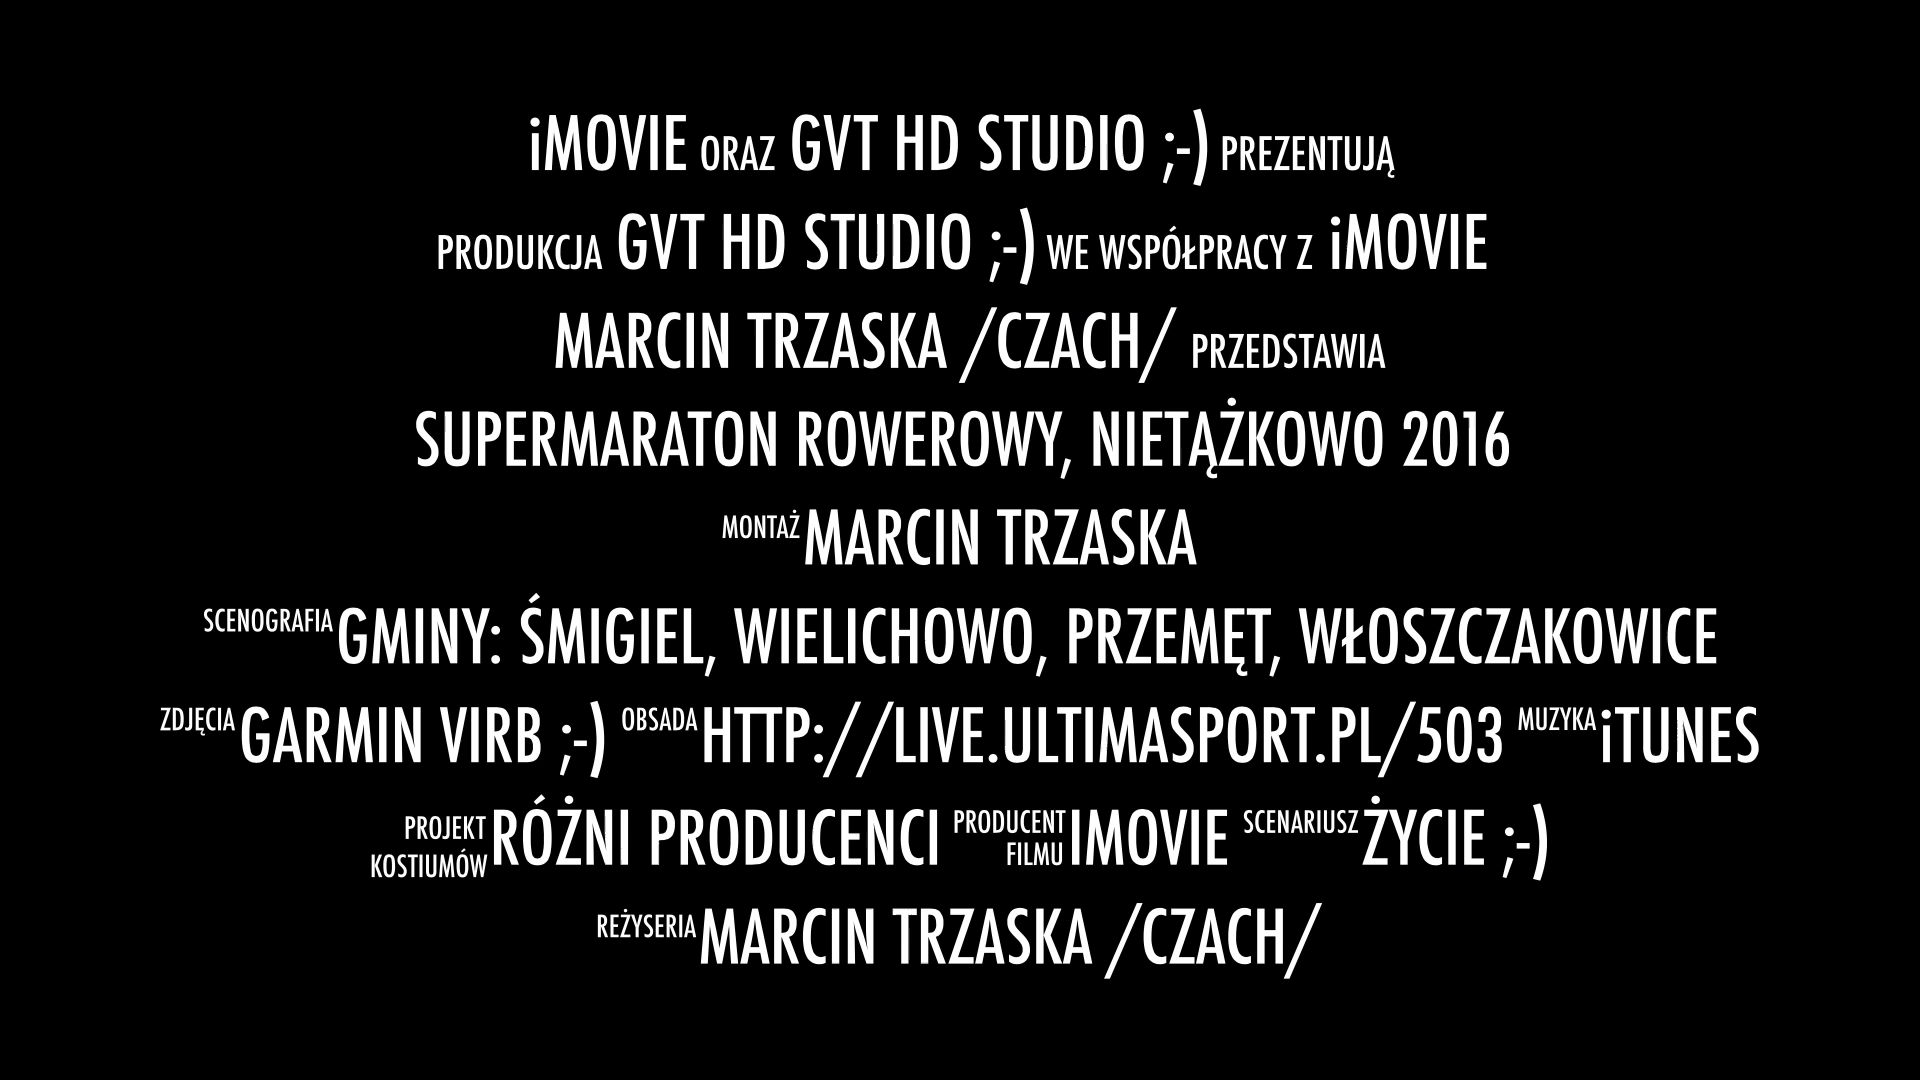 iMOVIE ORAZ GVT HD STUDIO ;-) PREZENTUJĄ
PRODUKCJA GVT HD STUDIO ;-) WE WSPÓŁPRACY Z iMOVIE
MARCIN TRZASKA /CZACH/ PRZEDSTAWIA
SUPERMARATON ROWEROWY, NIETĄŻKOWO 2016
MONTAŻ MARCIN TRZASKA
SCENOGRAFIA GMINY: ŚMIGIEL, WIELICHOWO, PRZEMĘT, WŁOSZCZAKOWICE
ZDJĘCIA GARMIN VIRB ;-) OBSADA HTTP://LIVE.ULTIMASPORT.PL/503 MUZYKA iTUNES
PROJEKT KOSTIUMÓW RÓŻNI PRODUCENCI PRODUCENT FILMU IMOVIE SCENARIUSZ ŻYCIE ;-)
REŻYSERIA MARCIN TRZASKA /CZACH/